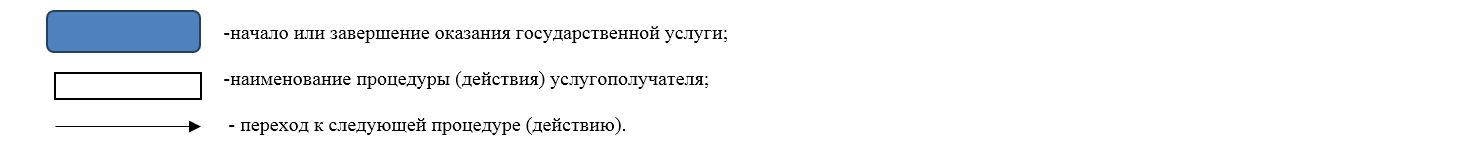 -начало или завершение оказания государственной услуги;
-наименование процедуры (действия) услугополучателя;
- переход к следующей процедуре (действию).